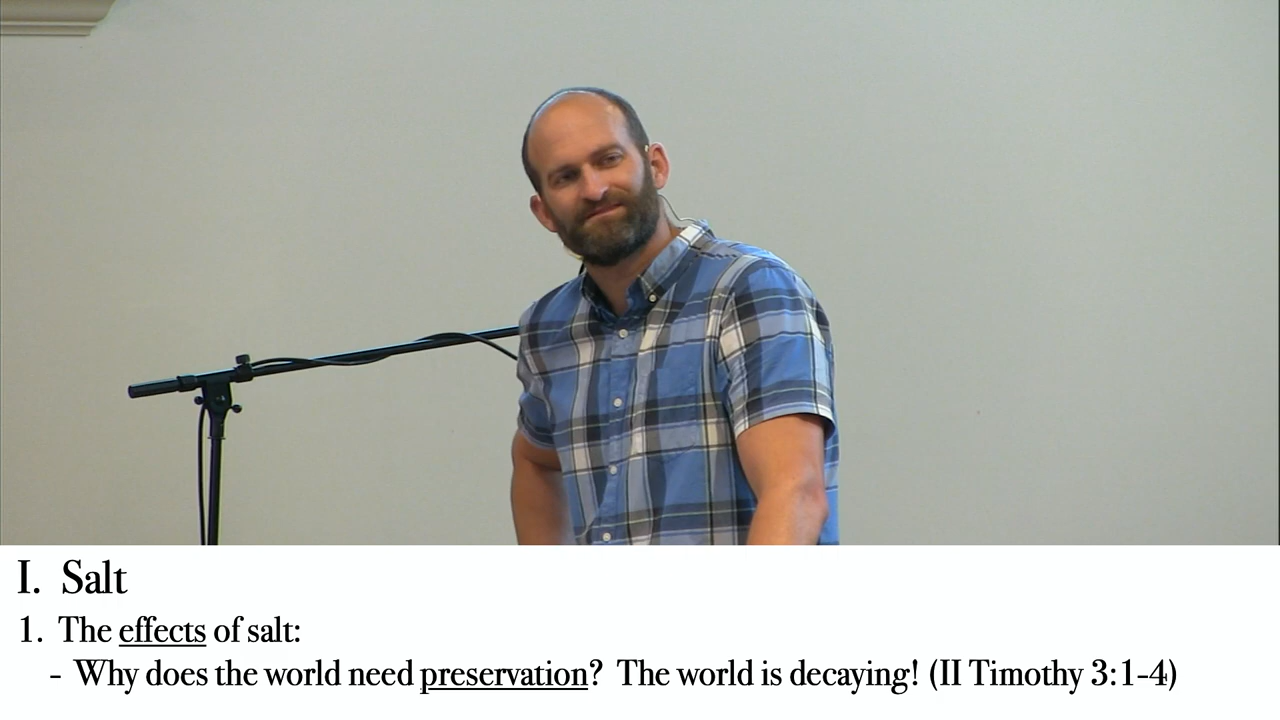 I. Salt
1. The effects of salt:
- Why does the world need preservation? The world is decaying! (II Timothy 3:1-4)